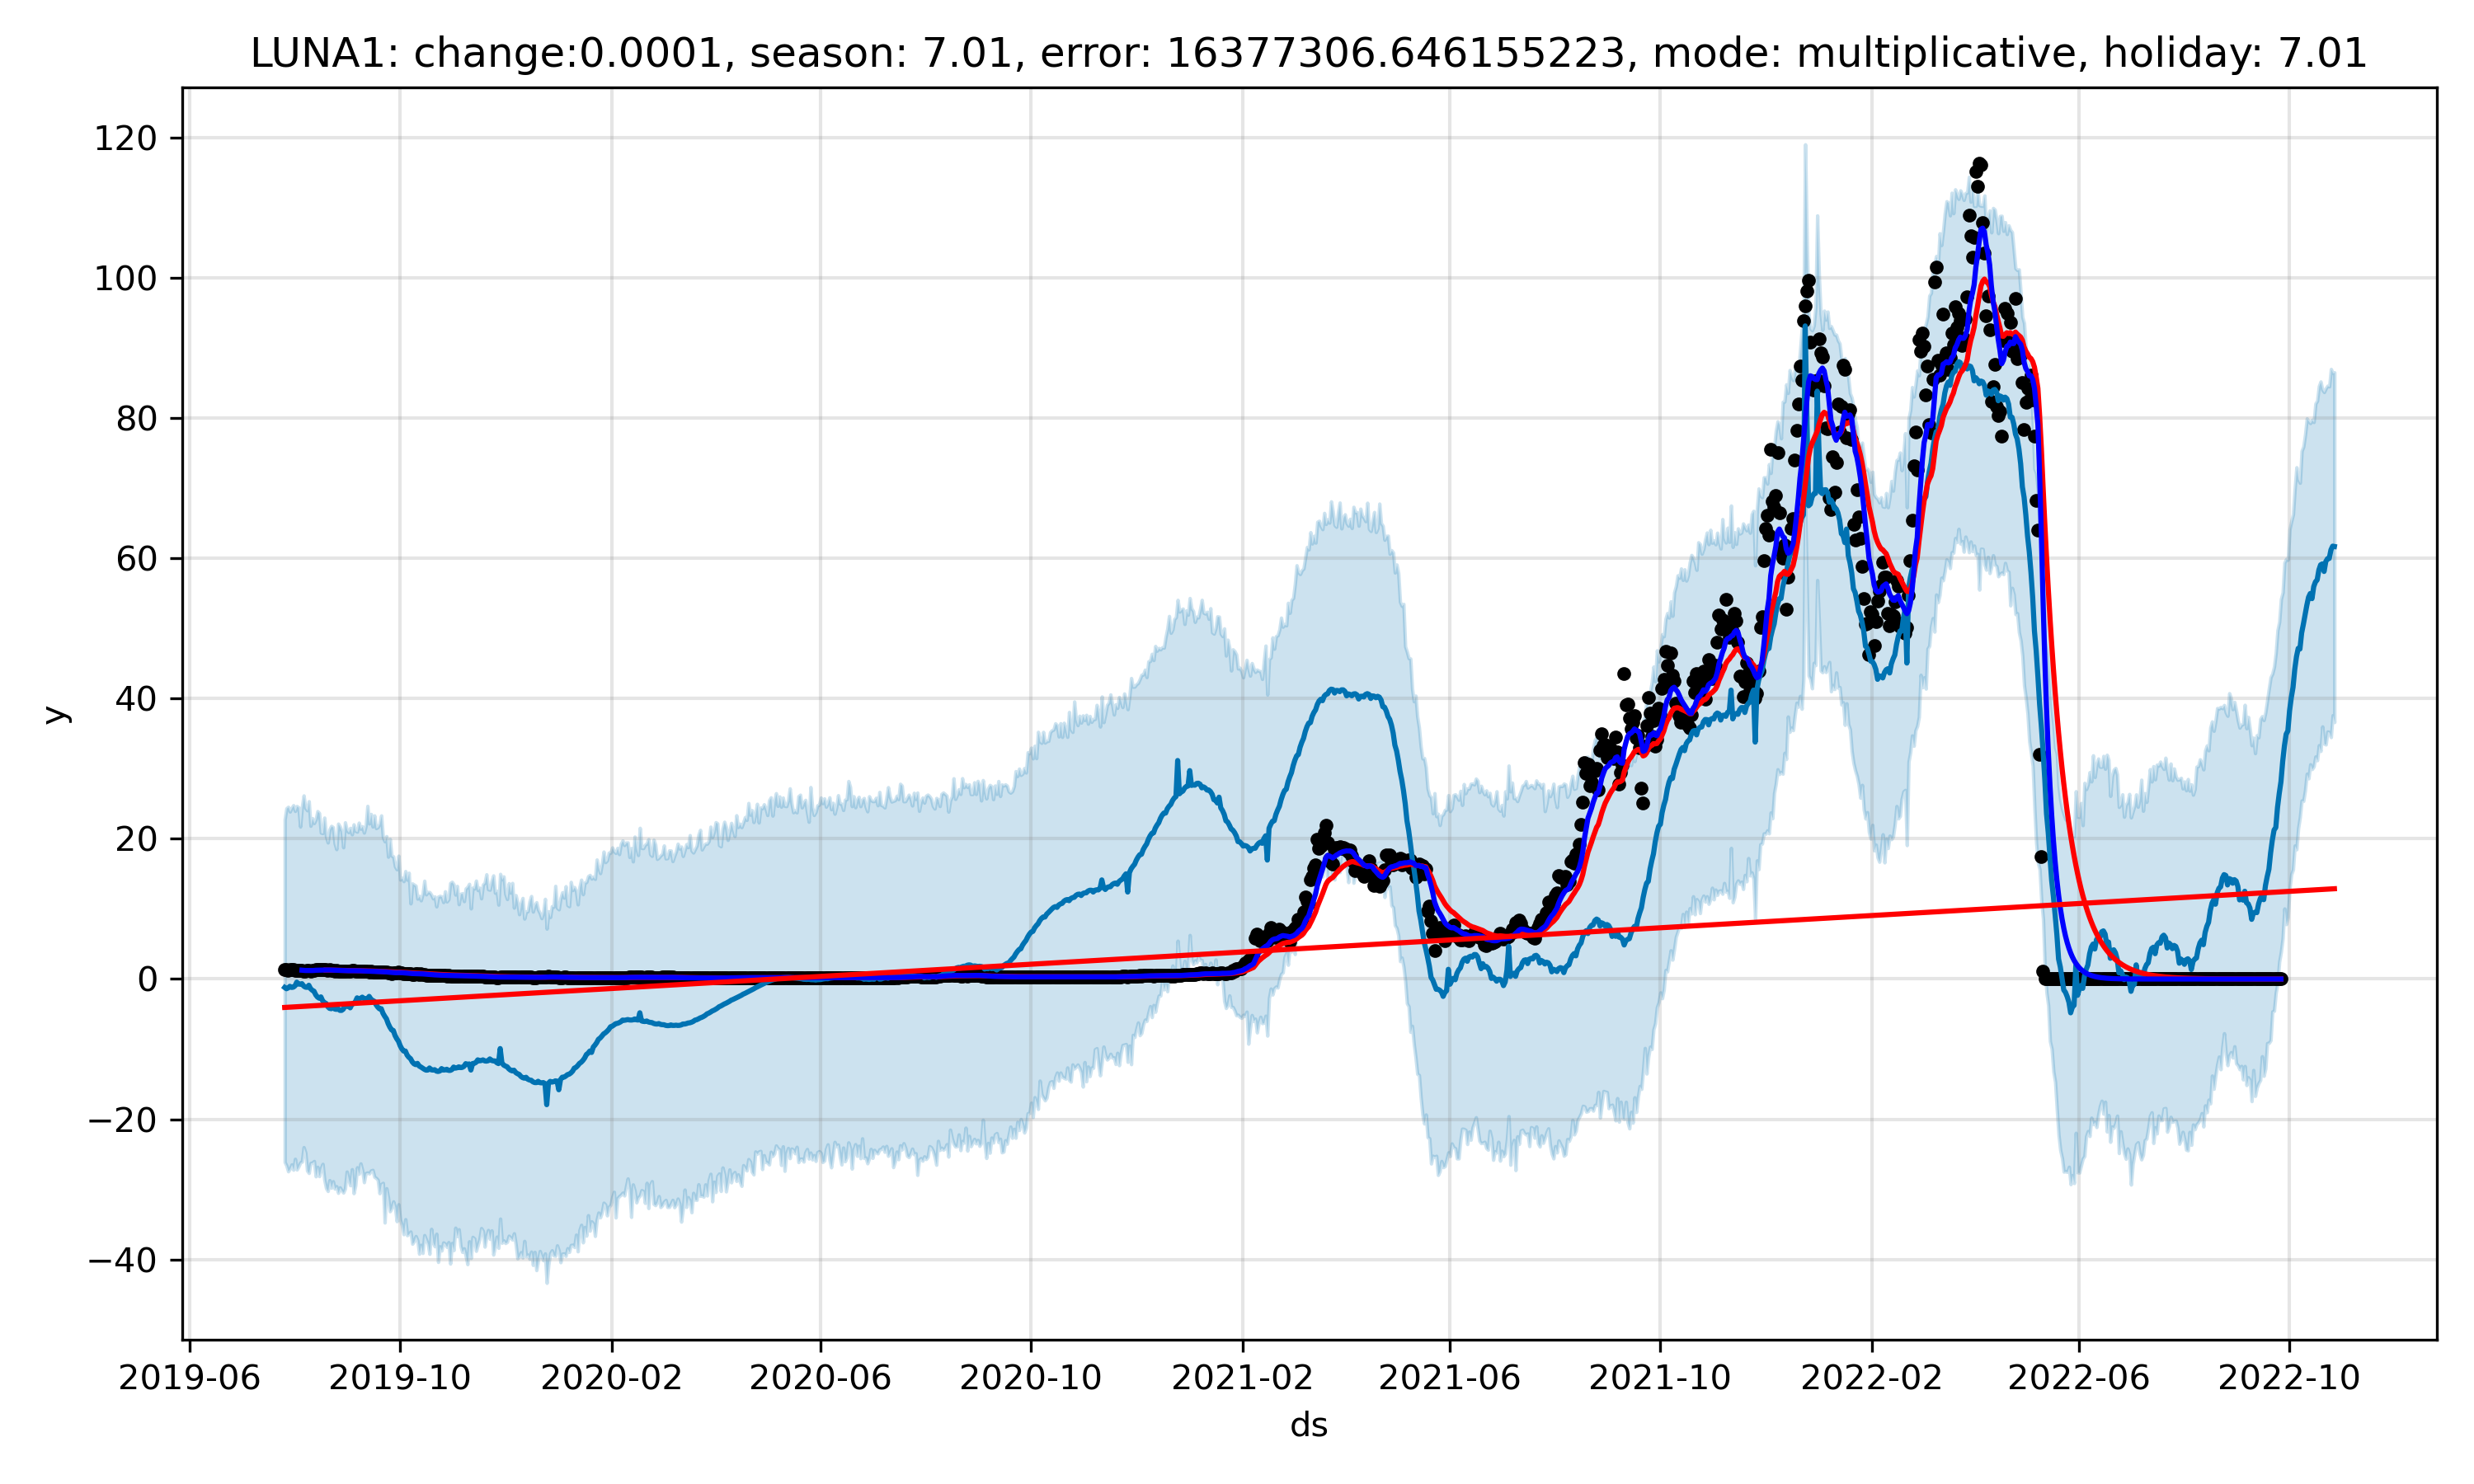 LUNA1: change:0.0001, season: 7.01, error: 16377306.646155223, mode: multiplicative, holiday: 7.01
120
100
80
60
40
20
0
−20
−40
y
2019-06 2019-10 2020-02 2020-06 2020-10 2021-02 2021-06 2021-10 2022-02 2022-06 2022-10
ds